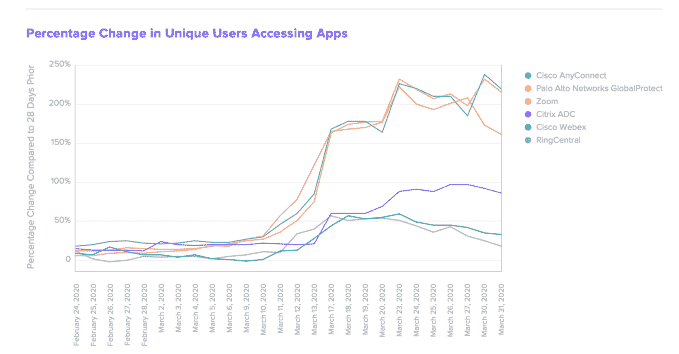 Percentage Change in Unique Users Accessing Apps
Percentage Change Compared to 28 Days Prior
250%
200%
150%
100%
50%
0
Cisco AnyConnect
Palo Alto Networks GlobalProtect
Zoom
Citrix ADC
Cisco Webex
RingCentral
February 24, 2020
February 25, 2020
February 26, 2020
February 27, 2020
February 28, 2020
March 2, 2020
March 3, 2020
March 4, 2020
March 5, 2020
March 6, 2020
March 9, 2020
March 10, 2020
March 11, 2020
March 12, 2020
March 13, 2020
March 17, 2020
March 18, 2020
March 19, 2020
March 20, 2020
March 23, 2020
March 24, 2020
March 25, 2020
March 26, 2020
March 27, 2020
March 30, 2020
March 31, 2020